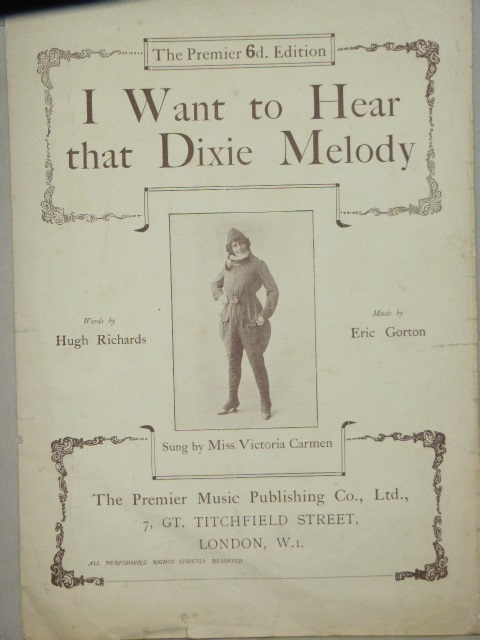 The Premier 6d. Edition
I Want to Hear
that Dixie Melody
Words by
Hugh Richards
Music by
Eric Gorton
Sung by Miss Victoria Carmen
The Premier Music Publishing Co., Ltd.,
7, GT. TITCHFIELD STREET,
LONDON, W.1.
ALL PERFORMING RIGHTS STRICTLY RESERVED.